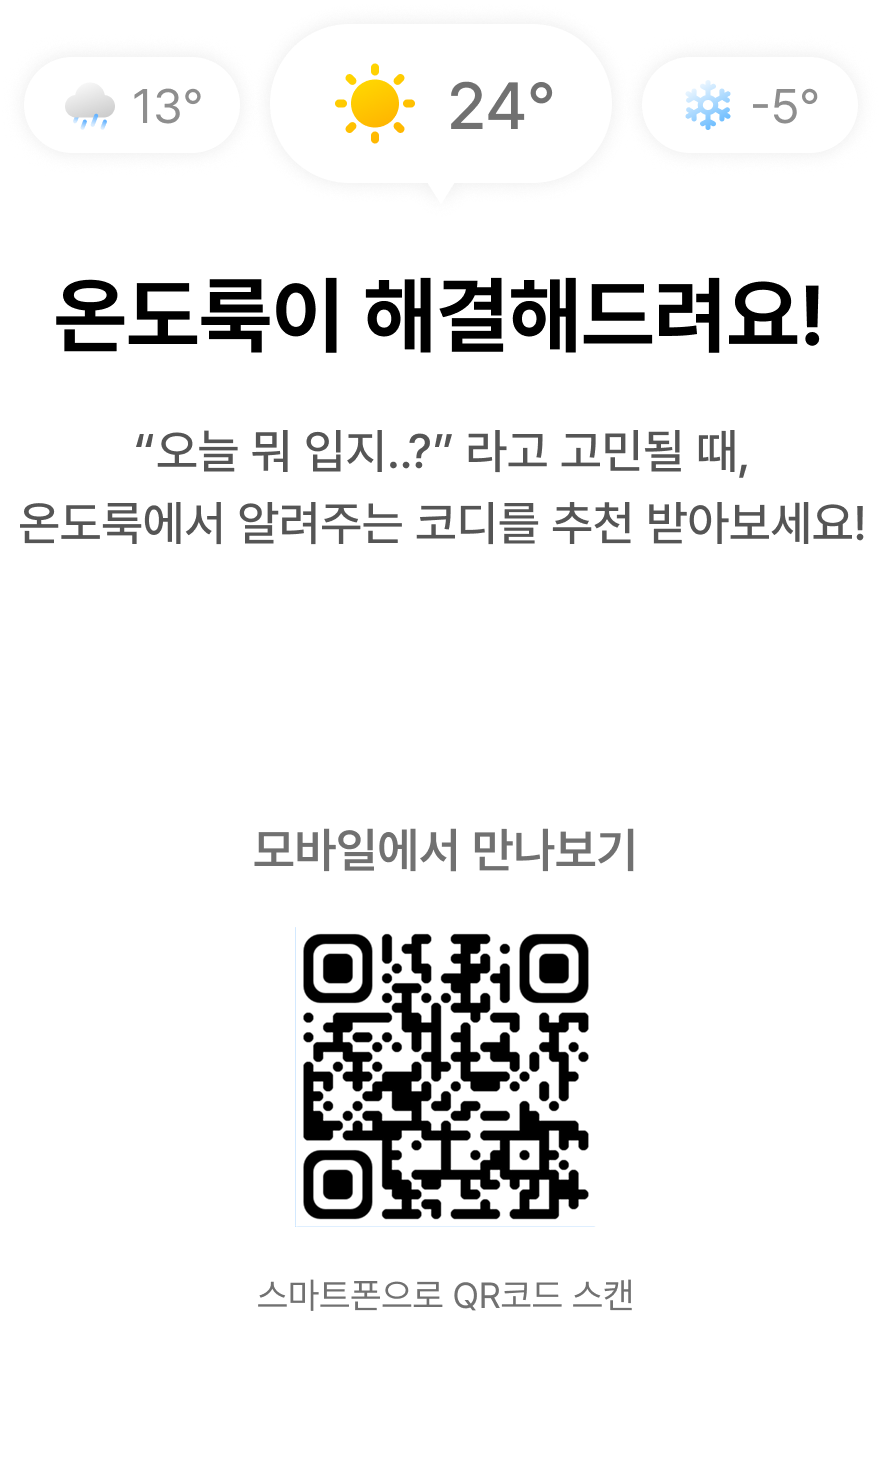 13° 24° -5°
온도룩이 해결해드려요!
“오늘 뭐 입지..?” 라고 고민될 때,
온도룩에서 알려주는 코디를 추천 받아보세요!
모바일에서 만나보기
스마트폰으로 QR코드 스캔